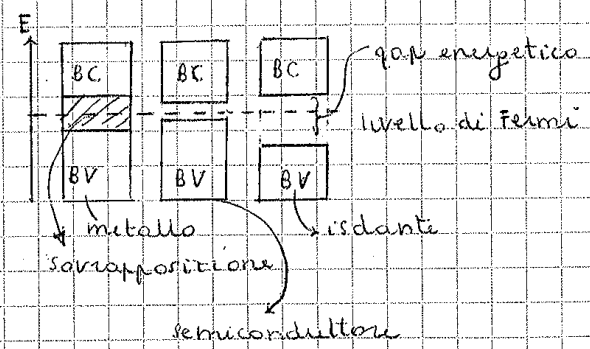 E
BC BC BC
gap energetico
livello di Fermi
BV BV BV
metallo
isolante
sovrapposizione
semiconduttore